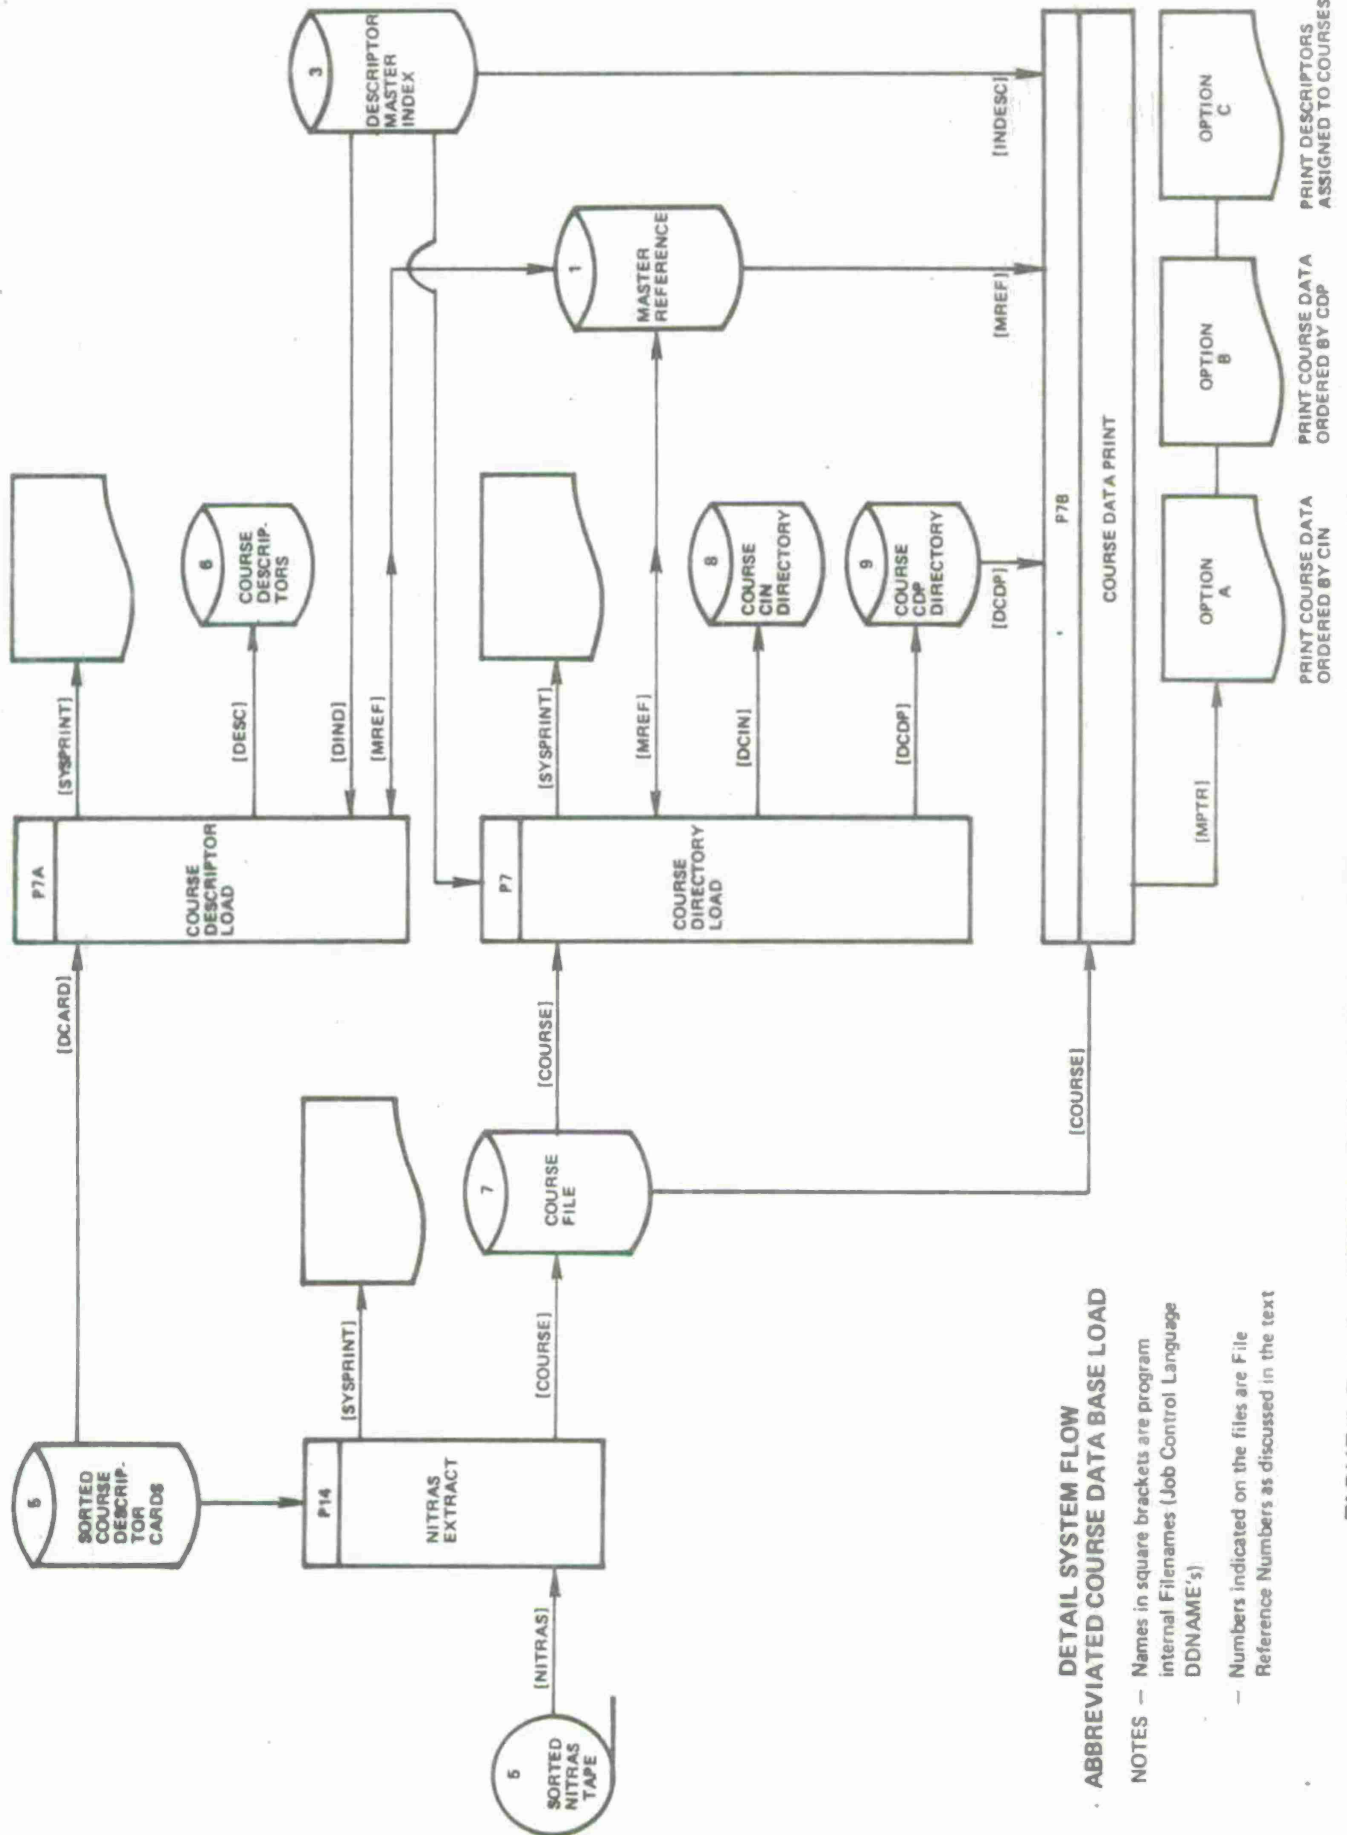 5
SORTED
COURSE
DESCRIP-
TOR
CARDS
[DCARD]
P7A
COURSE
DESCRIPTOR
LOAD
[SYSPRINT]
[DESC]
6
COURSE
DESCRIP-
TORS
[DIND]
[MREF]
3
DESCRIPTOR
MASTER
INDEX
P14
NITRAS
EXTRACT
[SYSPRINT]
5
SORTED
NITRAS
TAPE
[NITRAS]
[COURSE]
7
COURSE
FILE
[COURSE]
P7
COURSE
DIRECTORY
LOAD
[SYSPRINT]
[MREF]
1
MASTER
REFERENCE
[DCIN]
8
COURSE
CIN
DIRECTORY
[DCDP]
9
COURSE
CDP
DIRECTORY
[DCDP]
[MREF]
[INDESC]
[COURSE]
P7B
COURSE DATA PRINT
[MPTR]
OPTION
A
OPTION
B
OPTION
C
PRINT COURSE DATA
ORDERED BY CIN
PRINT COURSE DATA
ORDERED BY CDP
PRINT DESCRIPTORS
ASSIGNED TO COURSES
DETAIL SYSTEM FLOW
ABBREVIATED COURSE DATA BASE LOAD
NOTES — Names in square brackets are program
internal Filenames (Job Control Language
DDNAME's)
— Numbers indicated on the files are File
Reference Numbers as discussed in the text